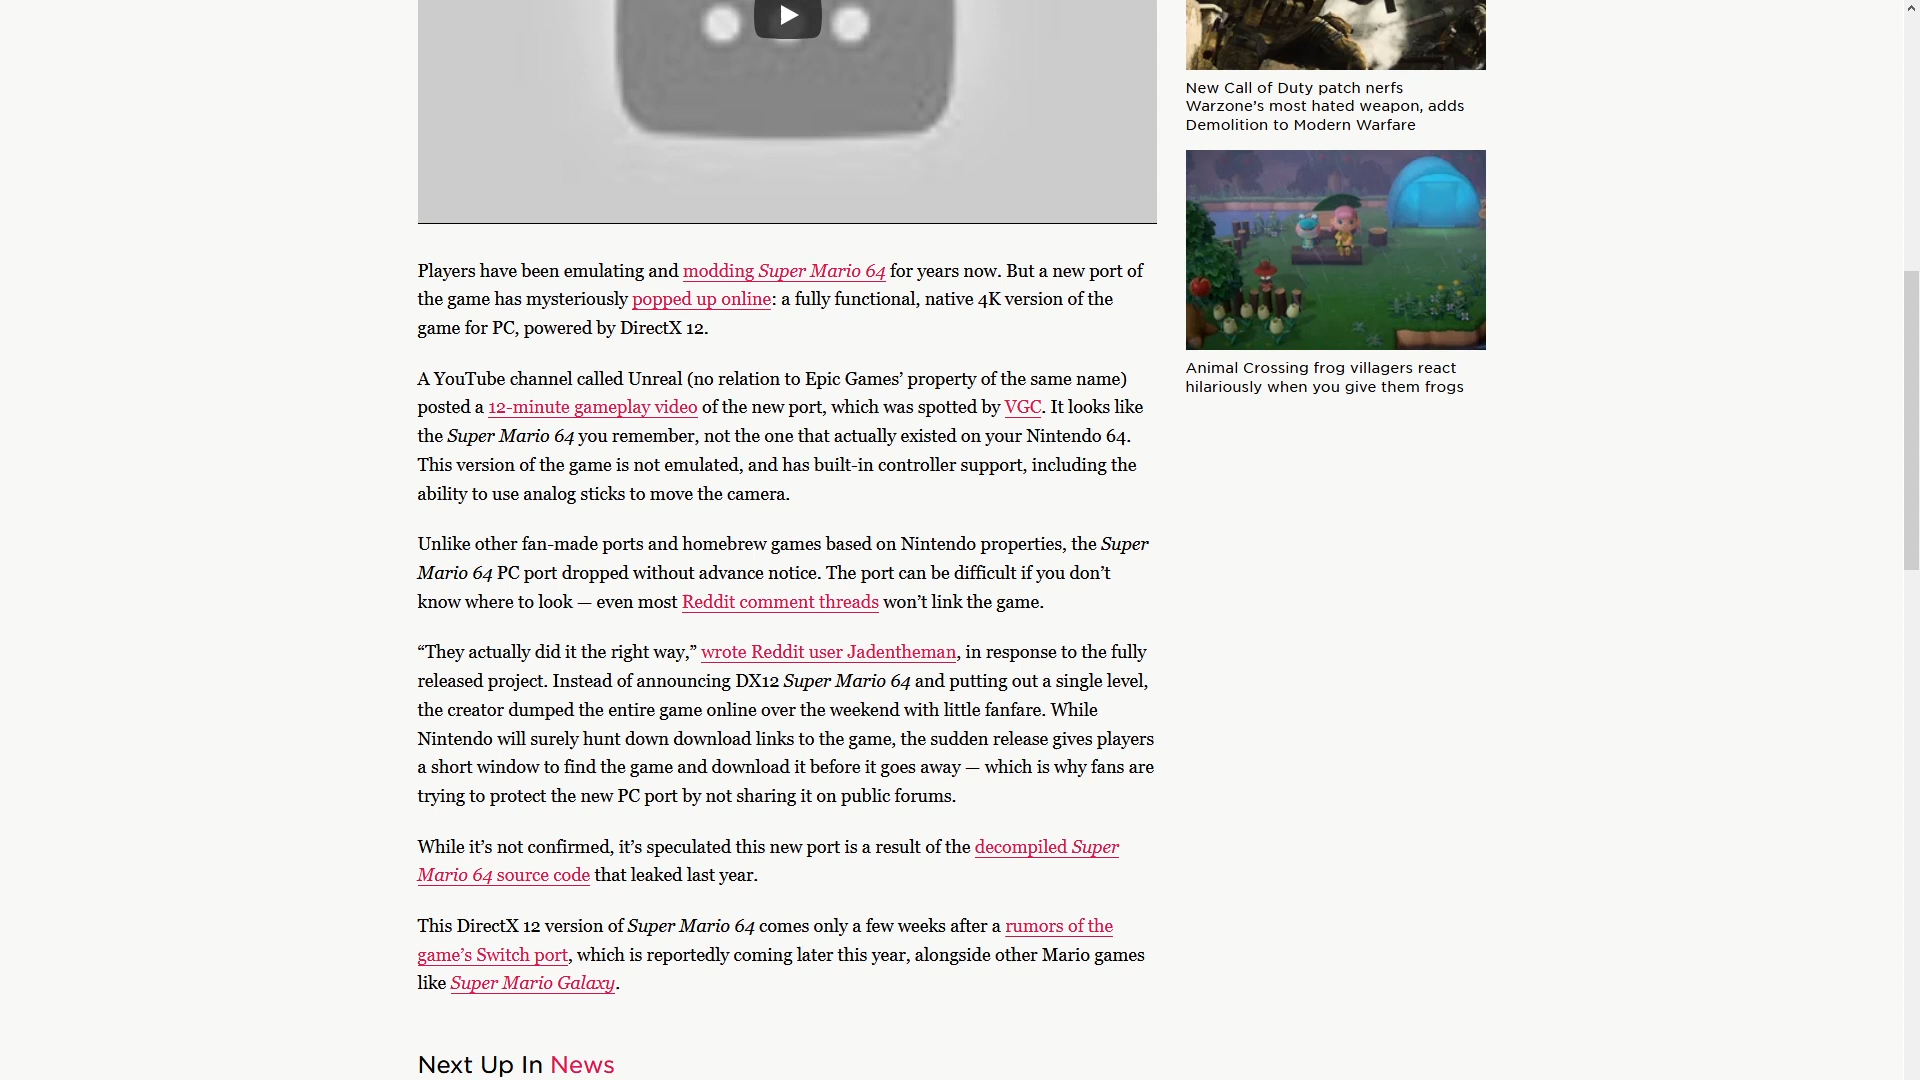 New Call of Duty patch nerfs
Warzone’s most hated weapon, adds
Demolition to Modern Warfare
Animal Crossing frog villagers react
hilariously when you give them frogs
Players have been emulating and modding Super Mario 64 for years now. But a new port of
the game has mysteriously popped up online: a fully functional, native 4K version of the
game for PC, powered by DirectX 12.
A YouTube channel called Unreal (no relation to Epic Games’ property of the same name)
posted a 12-minute gameplay video of the new port, which was spotted by VGC. It looks like
the Super Mario 64 you remember, not the one that actually existed on your Nintendo 64.
This version of the game is not emulated, and has built-in controller support, including the
ability to use analog sticks to move the camera.
Unlike other fan-made ports and homebrew games based on Nintendo properties, the Super
Mario 64 PC port dropped without advance notice. The port can be difficult if you don’t
know where to look — even most Reddit comment threads won’t link the game.
“They actually did it the right way,” wrote Reddit user Jadentheman, in response to the fully
released project. Instead of announcing DX12 Super Mario 64 and putting out a single level,
the creator dumped the entire game online over the weekend with little fanfare. While
Nintendo will surely hunt down download links to the game, the sudden release gives players
a short window to find the game and download it before it goes away — which is why fans are
trying to protect the new PC port by not sharing it on public forums.
While it’s not confirmed, it’s speculated this new port is a result of the decompiled Super
Mario 64 source code that leaked last year.
This DirectX 12 version of Super Mario 64 comes only a few weeks after a rumors of the
game’s Switch port, which is reportedly coming later this year, alongside other Mario games
like Super Mario Galaxy.
Next Up In News